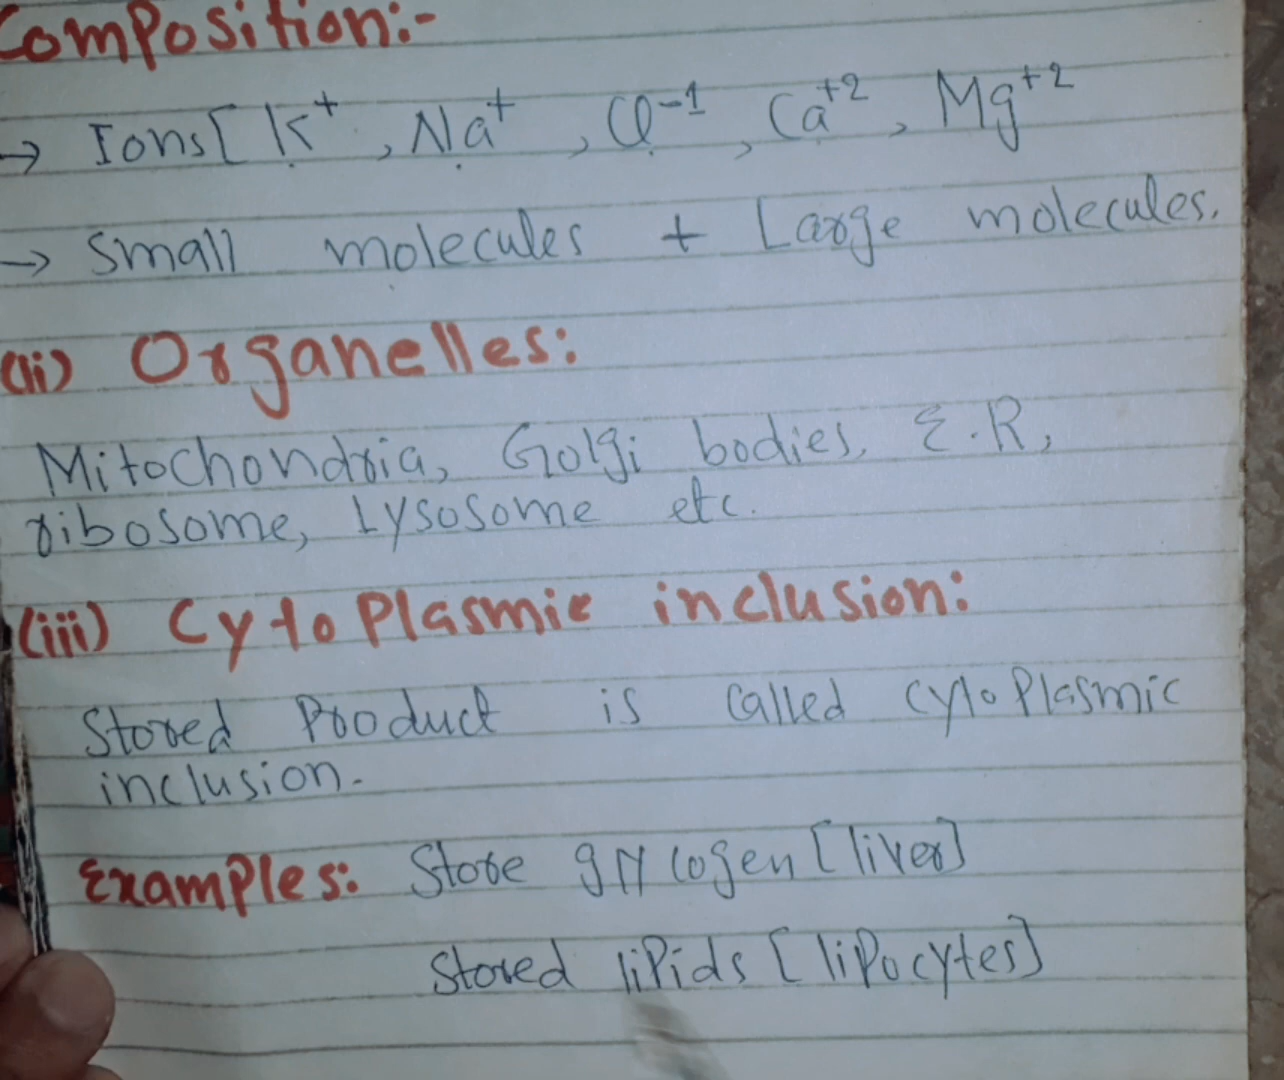 Composition:-
→ Ions[ K⁺, Na⁺, Cl⁻¹, Ca⁺², Mg⁺²
→ Small molecules + Large molecules.
(ii) Organelles:
Mitochondria, Golgi bodies, E.R,
ribosome, Lysosome etc.
(iii) CytoPlasmic inclusion:
Stored Product is called cytoPlasmic
inclusion.
Examples: Store glycogen [liver]
Stored liPids [liPocytes]